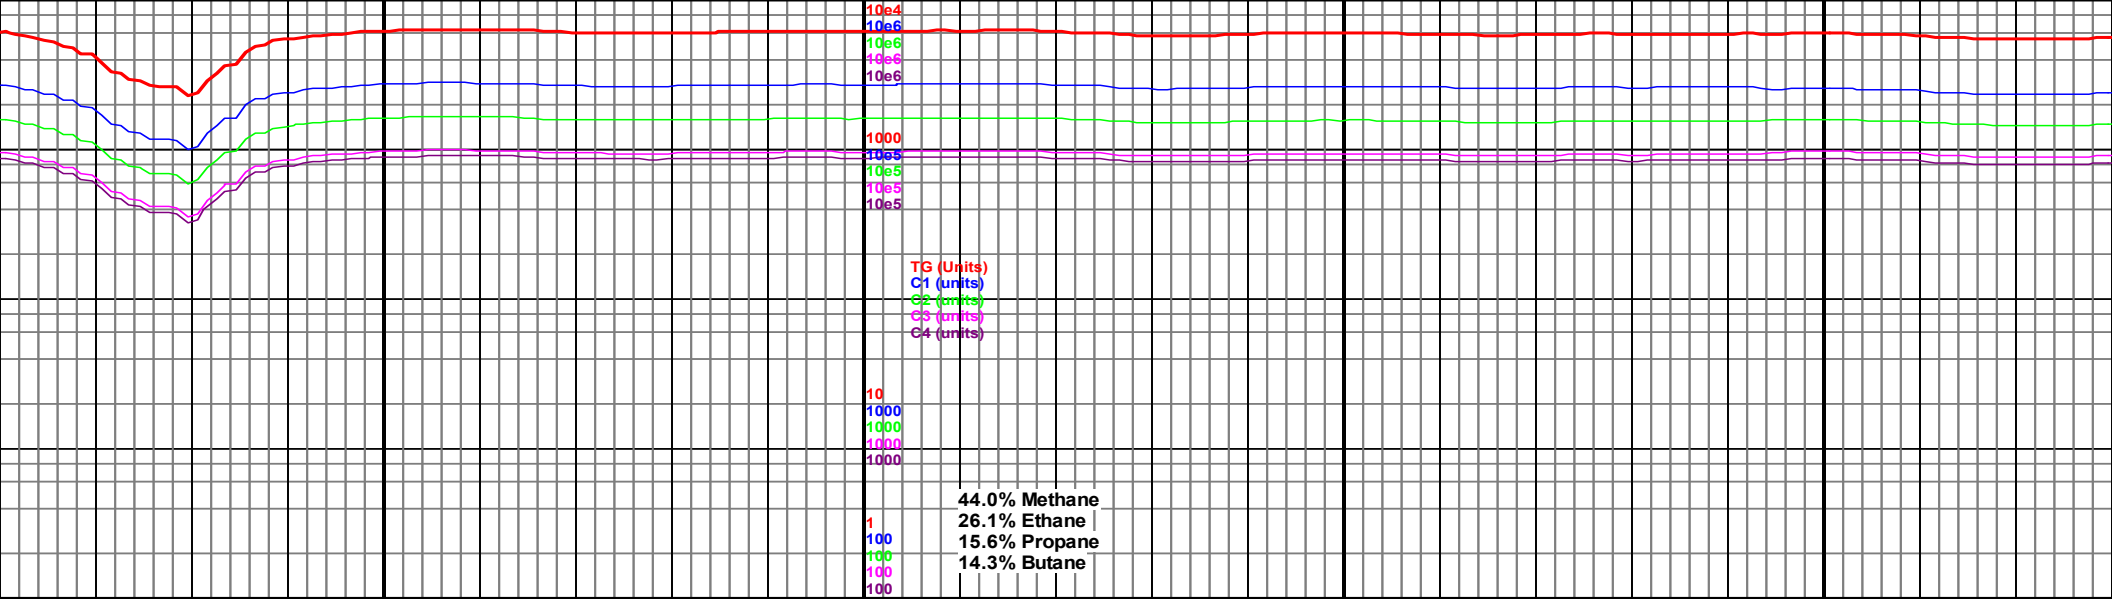 10e4
10e6
10e6
10e6
10e6
1000
10e5
10e5
10e5
10e5
TG (Units)
C1 (units)
C2 (units)
C3 (units)
C4 (units)
10
1000
1000
1000
1000
44.0% Methane
26.1% Ethane
15.6% Propane
14.3% Butane
1
100
100
100
100